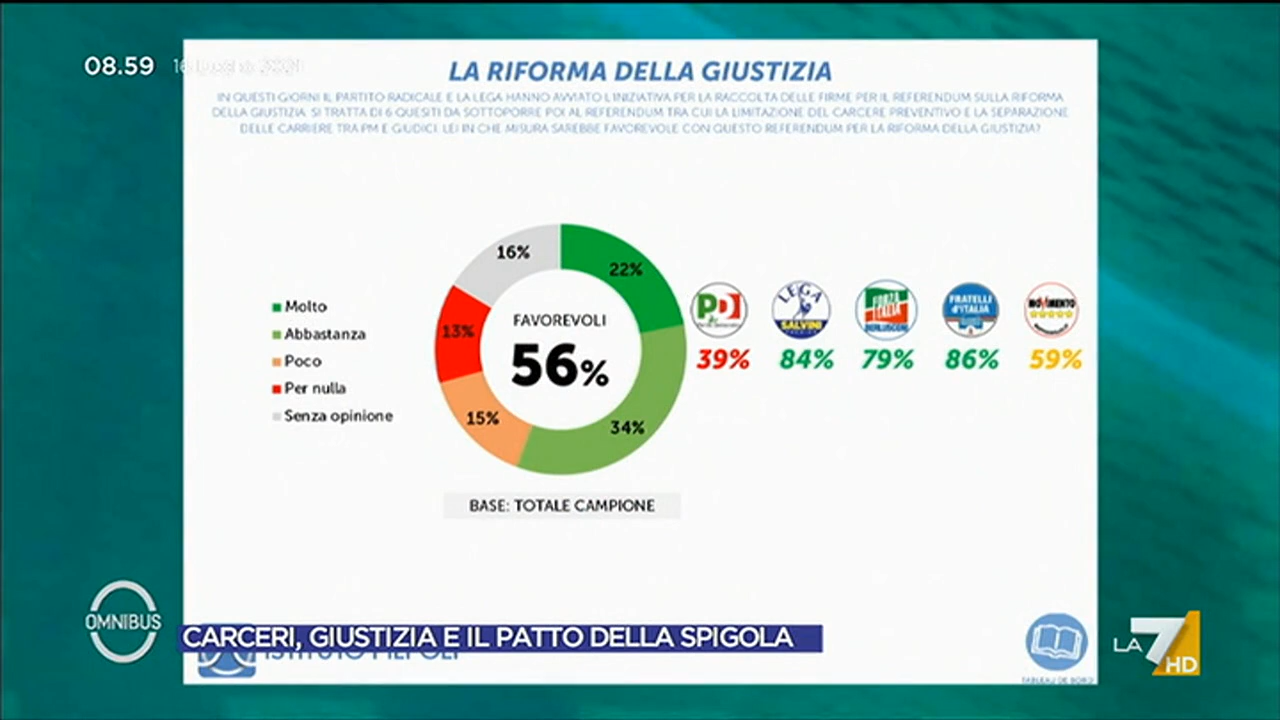 08.59
LA RIFORMA DELLA GIUSTIZIA
IN QUESTI GIORNI IL PARTITO RADICALE E LA LEGA HANNO AVVIATO L'INIZIATIVA PER LA RACCOLTA DELLE FIRME PER IL REFERENDUM SULLA RIFORMA
DELLA GIUSTIZIA. SI TRATTA DI 6 QUESITI DA SOTTOPORRE POI AL REFERENDUM TRA CUI LA LIMITAZIONE DEL CARCERE PREVENTIVO E LA SEPARAZIONE
DELLE CARRIERE TRA PM E GIUDICI. LEI IN CHE MISURA SAREBBE FAVOREVOLE CON QUESTO REFERENDUM PER LA RIFORMA DELLA GIUSTIZIA?
Molto
Abbastanza
Poco
Per nulla
Senza opinione
16%
22%
13%
15%
34%
FAVOREVOLI
56%
PD
LEGA
SALVINI
FORZA
ITALIA
BERLUSCONI
FRATELLI
d'ITALIA
MOVIMENTO
39% 84% 79% 86% 59%
BASE: TOTALE CAMPIONE
OMNIBUS
CARCERI, GIUSTIZIA E IL PATTO DELLA SPIGOLA
TABLEAU DE BORD
LA 7 HD